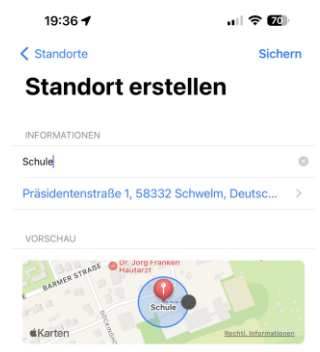 19:36
70
Standorte
Sichern
Standort erstellen
INFORMATIONEN
Schule
Präsidentenstraße 1, 58332 Schwelm, Deutsc...
VORSCHAU
Dr. Jörg Franken
Hautarzt
BARMER STRAẞE
Schule
Karten
Rechtl. Informationen